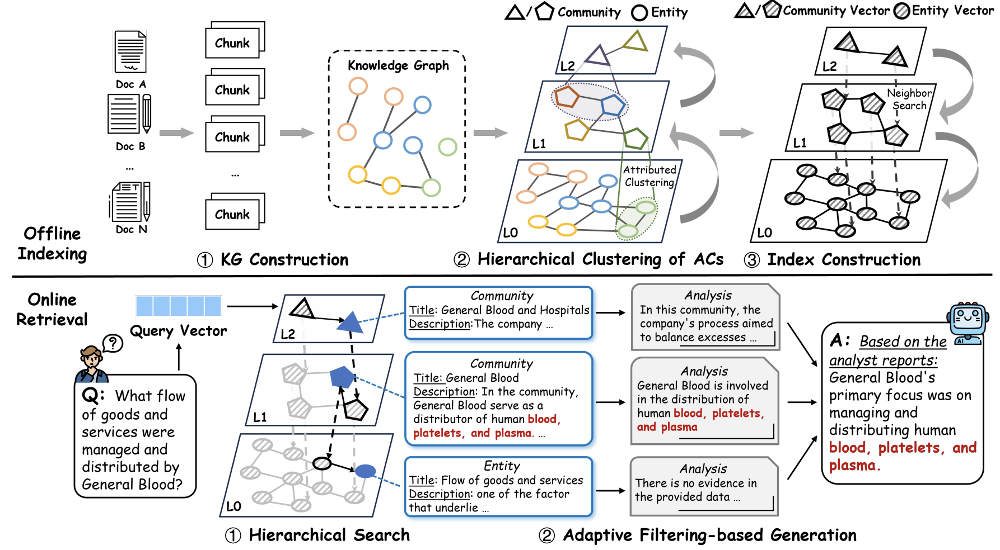 △/⬠ Community ○ Entity
△/⬠ Community Vector ○ Entity Vector
Doc A
Doc B
...
Doc N
Chunk
Chunk
Chunk
...
Chunk
Knowledge Graph
L2
L1
Attributed
Clustering
L0
L2
Neighbor
Search
L1
L0
Offline
Indexing
① KG Construction
② Hierarchical Clustering of ACs
③ Index Construction
Online
Retrieval
Query Vector
?
Q: What flow
of goods and
services were
managed and
distributed by
General Blood?
L2
L1
L0
Community
Title: General Blood and Hospitals
Description:The company ...
Community
Title: General Blood
Description: In the community,
General Blood serve as a
distributor of human blood,
platelets, and plasma. ...
Entity
Title: Flow of goods and services
Description: one of the factor
that underlie ...
Analysis
In this community, the
company's process aimed
to balance excesses ...
Analysis
General Blood is involved
in the distribution of
human blood, platelets,
and plasma
Analysis
There is no evidence in
the provided data ...
AI
A: Based on the
analyst reports:
General Blood's
primary focus was on
managing and
distributing human
blood, platelets, and
plasma.
① Hierarchical Search
② Adaptive Filtering-based Generation